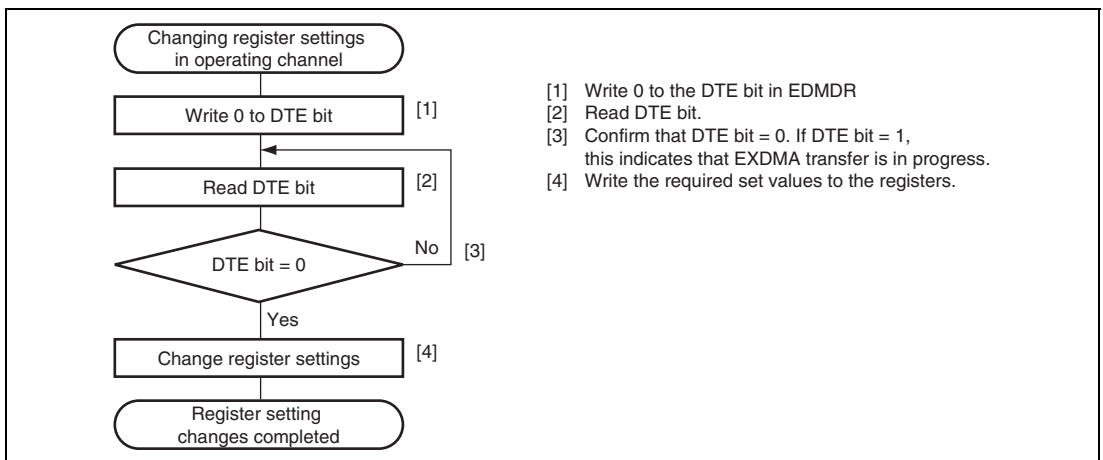 Changing register settings
in operating channel
Write 0 to DTE bit
[1]
Read DTE bit
[2]
DTE bit = 0
No
[3]
Yes
Change register settings
[4]
Register setting
changes completed
[1] Write 0 to the DTE bit in EDMDR
[2] Read DTE bit.
[3] Confirm that DTE bit = 0. If DTE bit = 1,
this indicates that EXDMA transfer is in progress.
[4] Write the required set values to the registers.